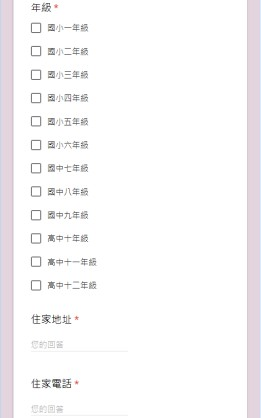 年級 *
國小一年級
國小二年級
國小三年級
國小四年級
國小五年級
國小六年級
國中七年級
國中八年級
國中九年級
高中十年級
高中十一年級
高中十二年級
住家地址 *
您的回答
住家電話 *
您的回答